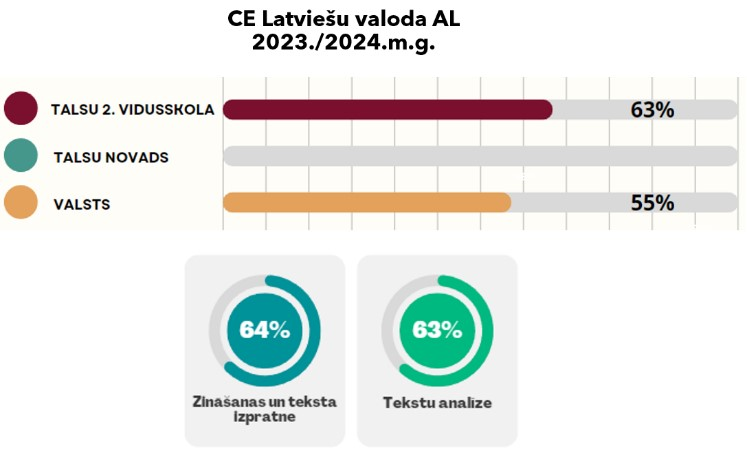 CE Latviešu valoda AL
2023./2024.m.g.
TALSU 2. VIDUSSKOLA
63%
TALSU NOVADS
VALSTS
55%
64%
Zināšanas un teksta
izpratne
63%
Tekstu analīze